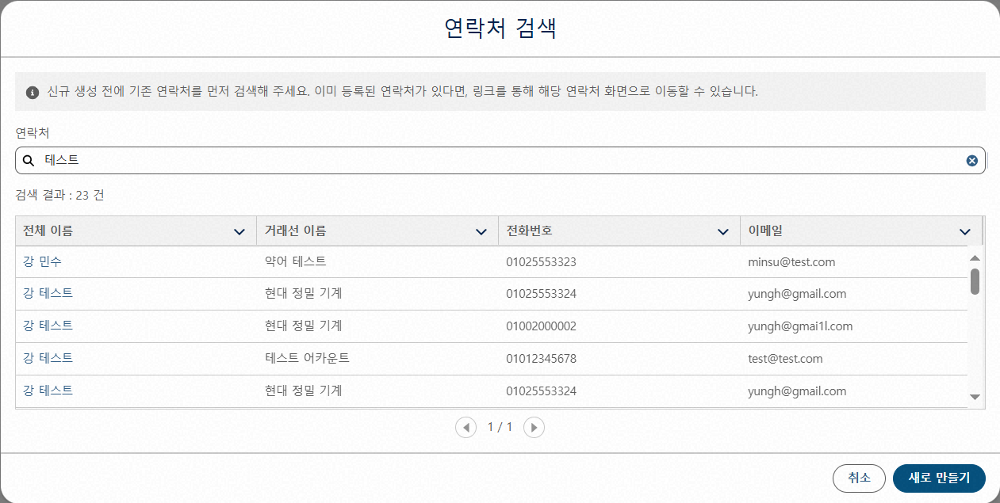 연락처 검색
신규 생성 전에 기존 연락처를 먼저 검색해 주세요. 이미 등록된 연락처가 있다면, 링크를 통해 해당 연락처 화면으로 이동할 수 있습니다.
연락처
테스트
검색 결과 : 23 건
전체 이름 거래선 이름 전화번호 이메일
강 민수 약어 테스트 01025553323 minsu@test.com
강 테스트 현대 정밀 기계 01025553324 yungh@gmail.com
강 테스트 현대 정밀 기계 01002000002 yungh@gmai1l.com
강 테스트 테스트 어카운트 01012345678 test@test.com
강 테스트 현대 정밀 기계 01025553324 yungh@gmail.com
1 / 1
취소 새로 만들기